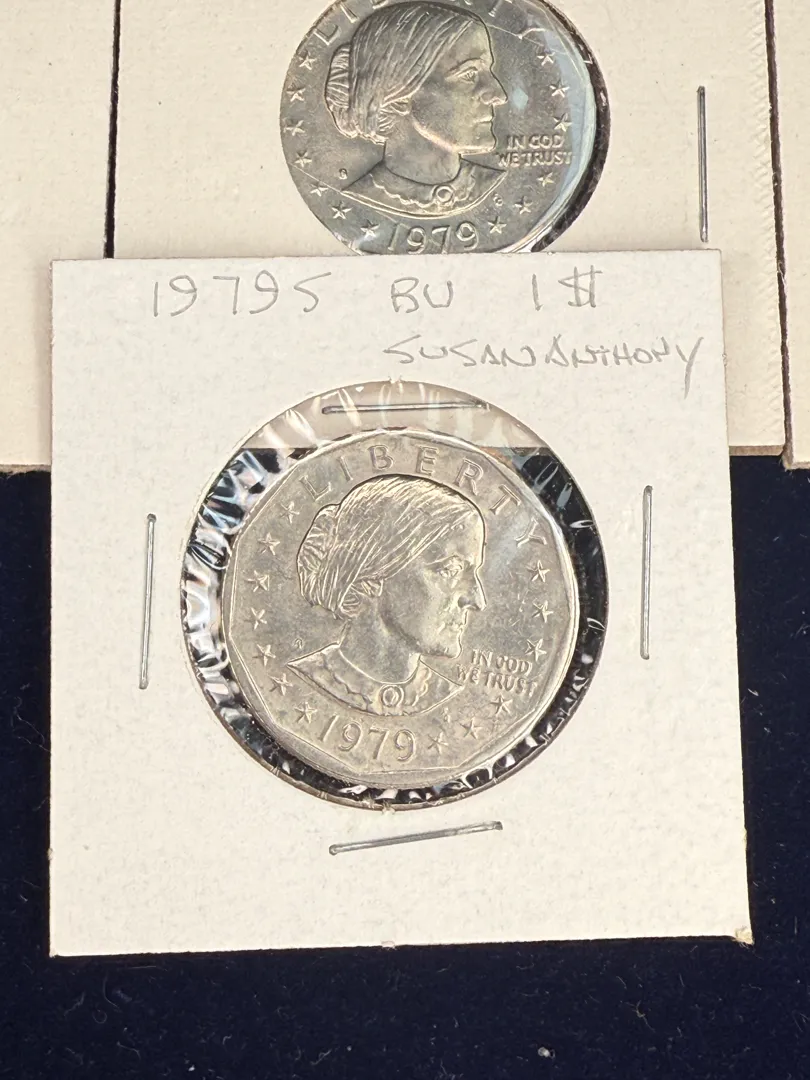 LIBERTY
IN GOD
WE TRUST
S
1979
1979S BU 1$
SUSAN ANTHONY
LIBERTY
IN GOD
WE TRUST
1979